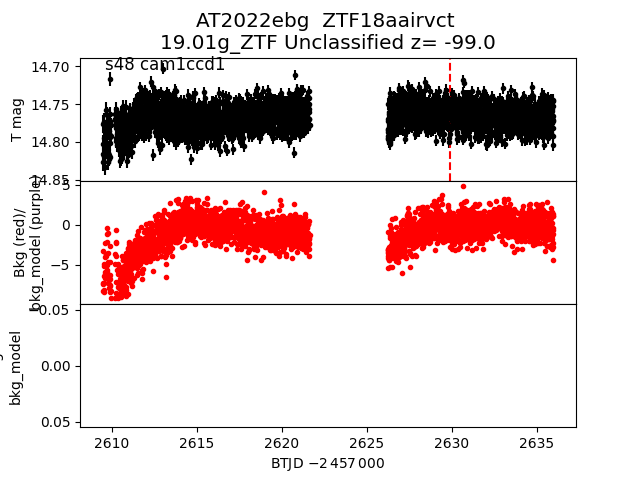 AT2022ebg ZTF18aairvct
19.01g_ZTF Unclassified z= -99.0
s48 cam1ccd1
14.70
14.75
14.80
14.85
T mag
5
0
−5
Bkg (red)/
bkg_model (purple)
0.05
0.00
0.05
bkg_model
2610 2615 2620 2625 2630 2635
BTJD −2 457 000